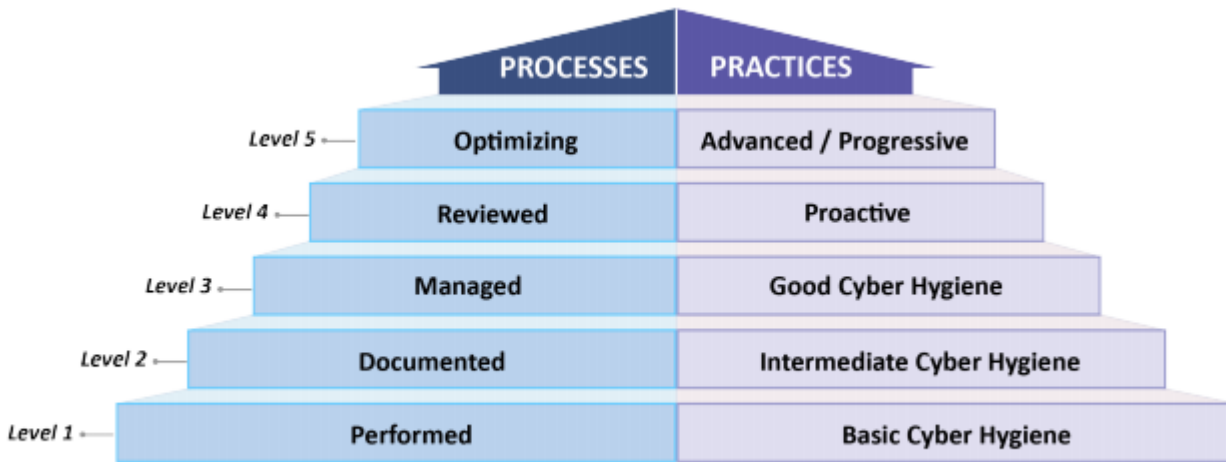 PROCESSES PRACTICES
Level 5 Optimizing Advanced / Progressive
Level 4 Reviewed Proactive
Level 3 Managed Good Cyber Hygiene
Level 2 Documented Intermediate Cyber Hygiene
Level 1 Performed Basic Cyber Hygiene